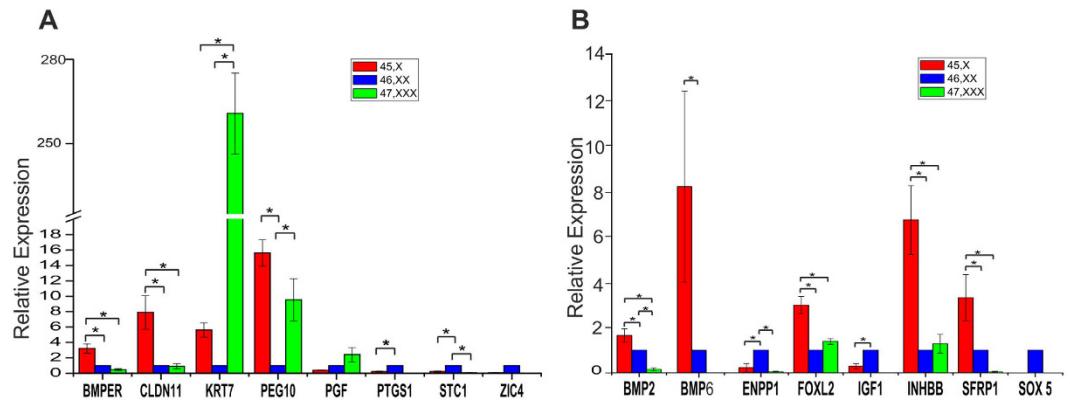 A
280
250
18
16
14
12
10
8
6
4
2
0
Relative Expression
45,X
46,XX
47,XXX
* * * * * * * * * * * *
BMPER CLDN11 KRT7 PEG10 PGF PTGS1 STC1 ZIC4
B
14
12
10
8
6
4
2
0
Relative Expression
45,X
46,XX
47,XXX
* * * * * * * * * * * * *
BMP2 BMP6 ENPP1 FOXL2 IGF1 INHBB SFRP1 SOX 5